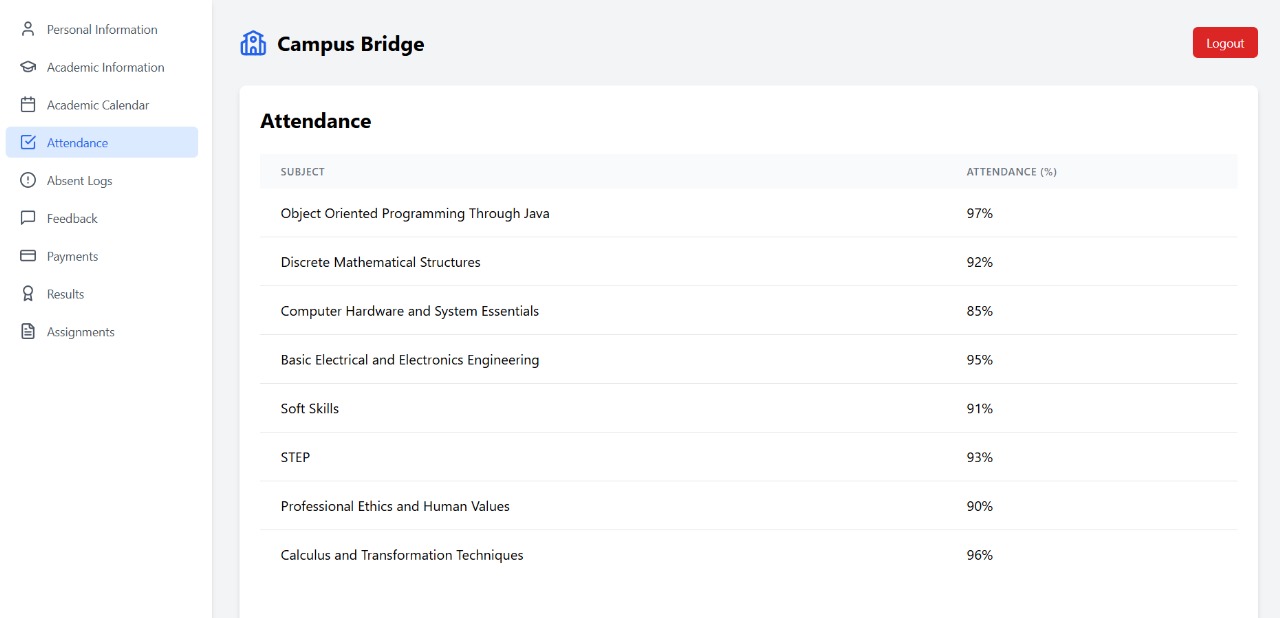 Personal Information
Academic Information
Academic Calendar
Attendance
Absent Logs
Feedback
Payments
Results
Assignments
Campus Bridge
Logout
Attendance
SUBJECT ATTENDANCE (%)
Object Oriented Programming Through Java 97%
Discrete Mathematical Structures 92%
Computer Hardware and System Essentials 85%
Basic Electrical and Electronics Engineering 95%
Soft Skills 91%
STEP 93%
Professional Ethics and Human Values 90%
Calculus and Transformation Techniques 96%